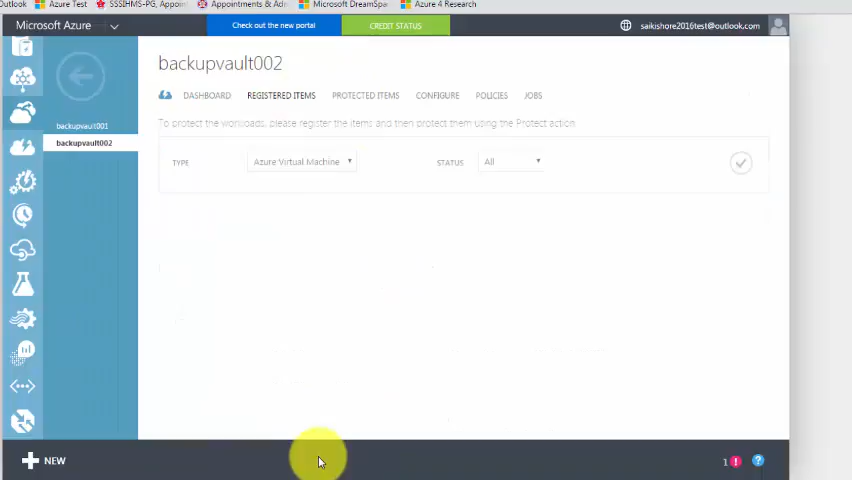 Outlook Azure Test SSSIHMS-PG, Appoin Appointments & Adm Microsoft DreamSpa Azure 4 Research
Microsoft Azure Check out the new portal CREDIT STATUS saikishore2016test@outlook.com
backupvault002
DASHBOARD REGISTERED ITEMS PROTECTED ITEMS CONFIGURE POLICIES JOBS
backupvault001
To protect the workloads, please register the items and then protect them using the Protect action.
backupvault002
TYPE Azure Virtual Machine STATUS All
+ NEW 1 ! ?